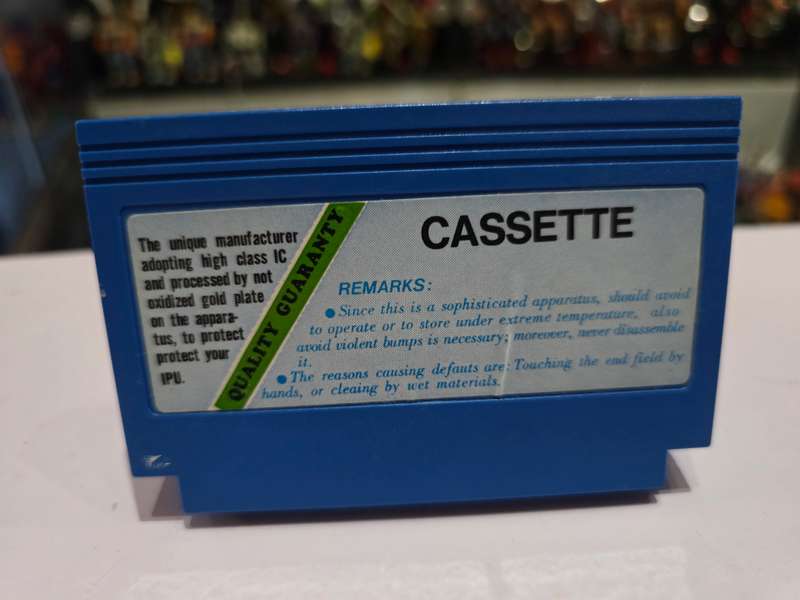 The unique manufacturer
adopting high class IC
and processed by not
oxidized gold plate
on the appara-
tus, to protect
protect your
IPU.
QUALITY GUARANTY
CASSETTE
REMARKS:
● Since this is a sophisticated apparatus, should avoid
to operate or to store under extreme temperature, also
avoid violent bumps is necessary; moreover, never disassemble
it.
● The reasons causing defauts are: Touching the end field by
hands, or cleaing by wet materials.